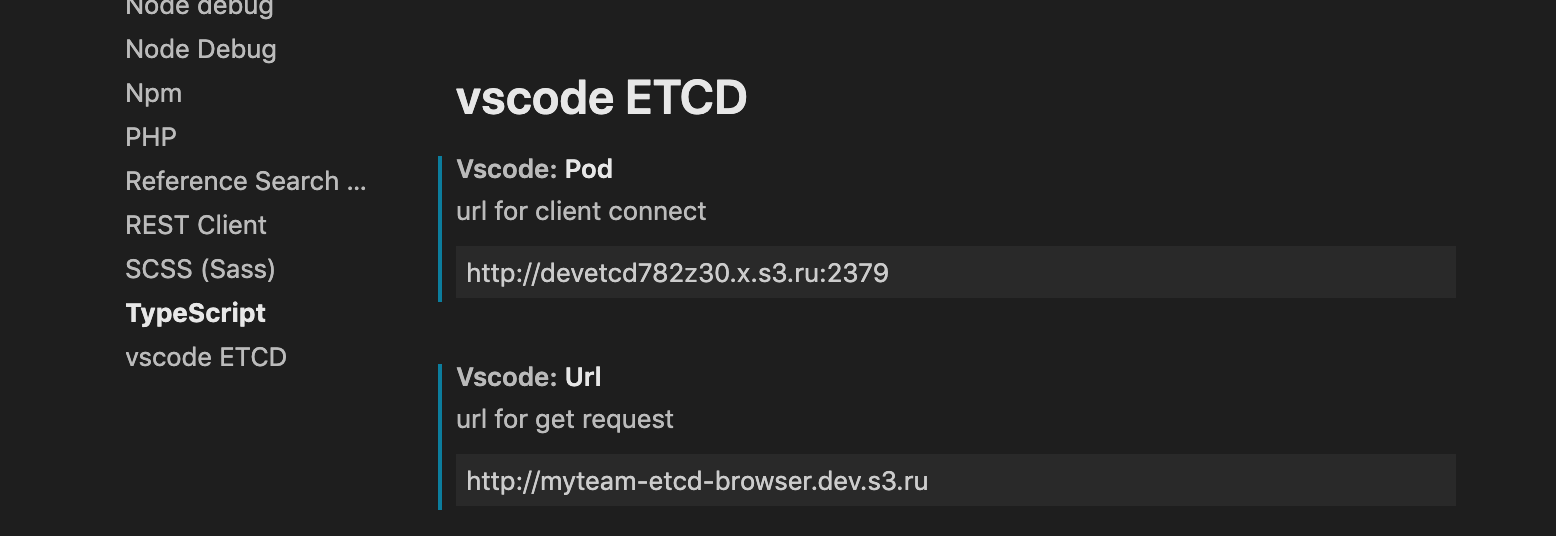 Node debug
Node Debug
Npm
PHP
Reference Search ...
REST Client
SCSS (Sass)
TypeScript
vscode ETCD
vscode ETCD
Vscode: Pod
url for client connect
http://devetcd782z30.x.s3.ru:2379
Vscode: Url
url for get request
http://myteam-etcd-browser.dev.s3.ru